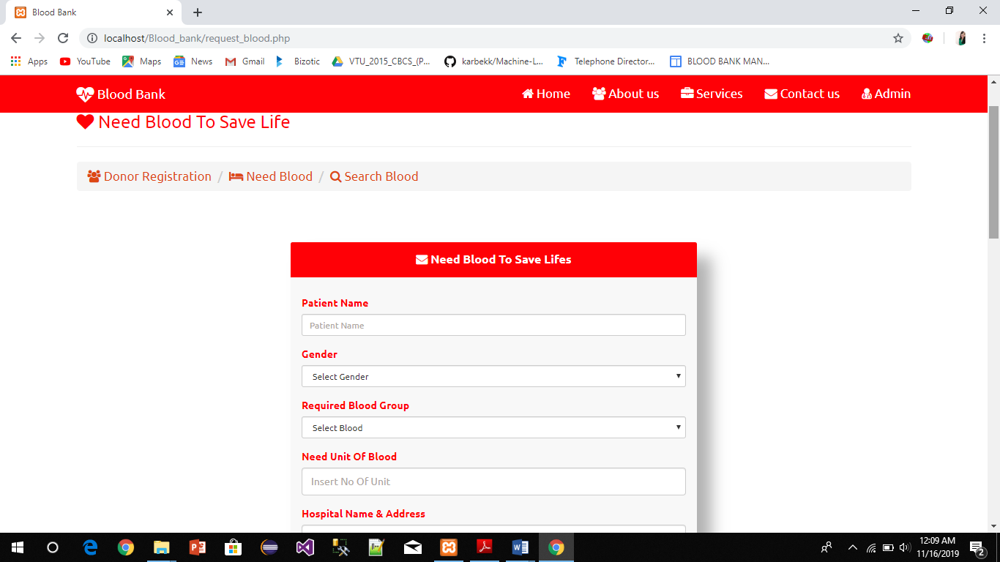 Blood Bank
localhost/Blood_bank/request_blood.php
Apps YouTube Maps News Gmail Bizotic VTU_2015_CBCS_(P... karbekk/Machine-L... Telephone Director... BLOOD BANK MAN...
Blood Bank Home About us Services Contact us Admin
Need Blood To Save Life
Donor Registration / Need Blood / Search Blood
Need Blood To Save Lifes
Patient Name
Patient Name
Gender
Select Gender
Required Blood Group
Select Blood
Need Unit Of Blood
Insert No Of Unit
Hospital Name & Address
12:09 AM
11/16/2019
2